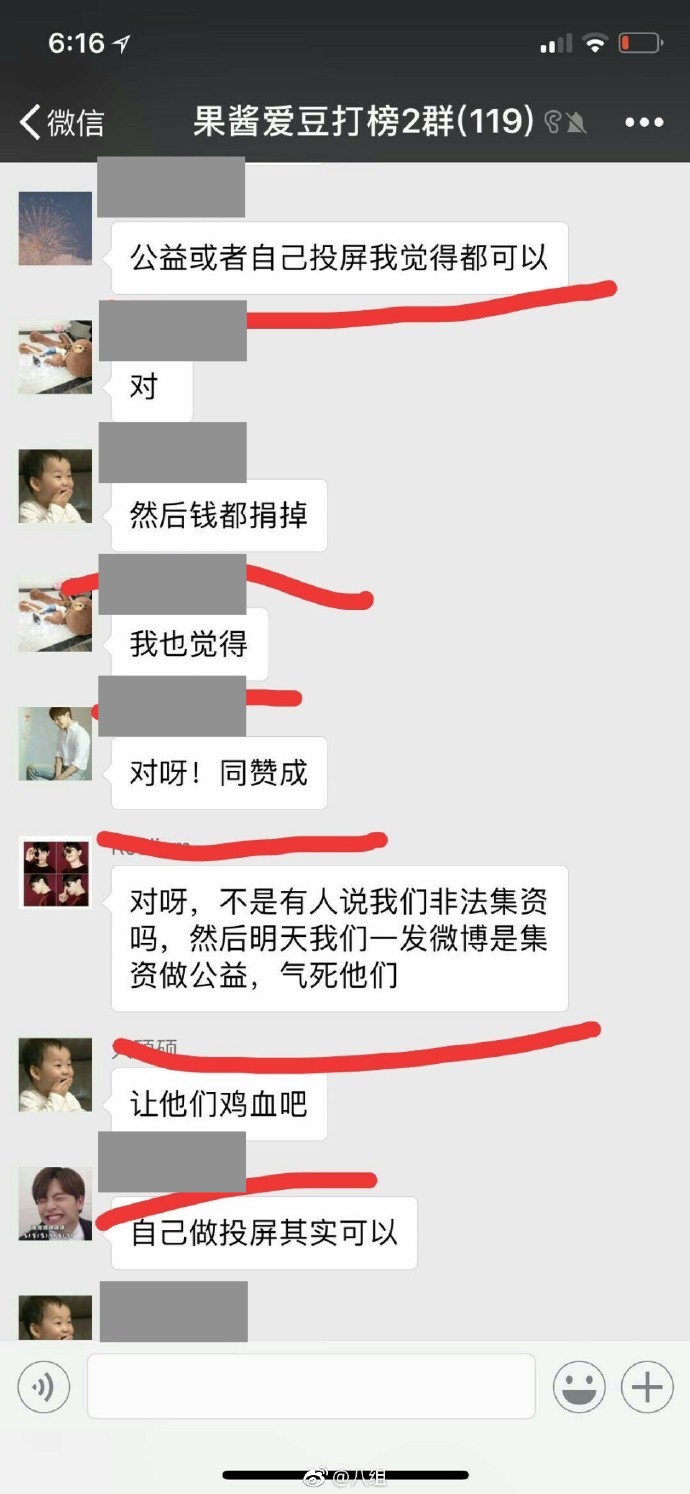 6:16
微信
果酱爱豆打榜2群(119)
公益或者自己投屏我觉得都可以
对
然后钱都捐掉
我也觉得
对呀！同赞成
对呀，不是有人说我们非法集资
吗，然后明天我们一发微博是集
资做公益，气死他们
让他们鸡血吧
自己做投屏其实可以
@八组